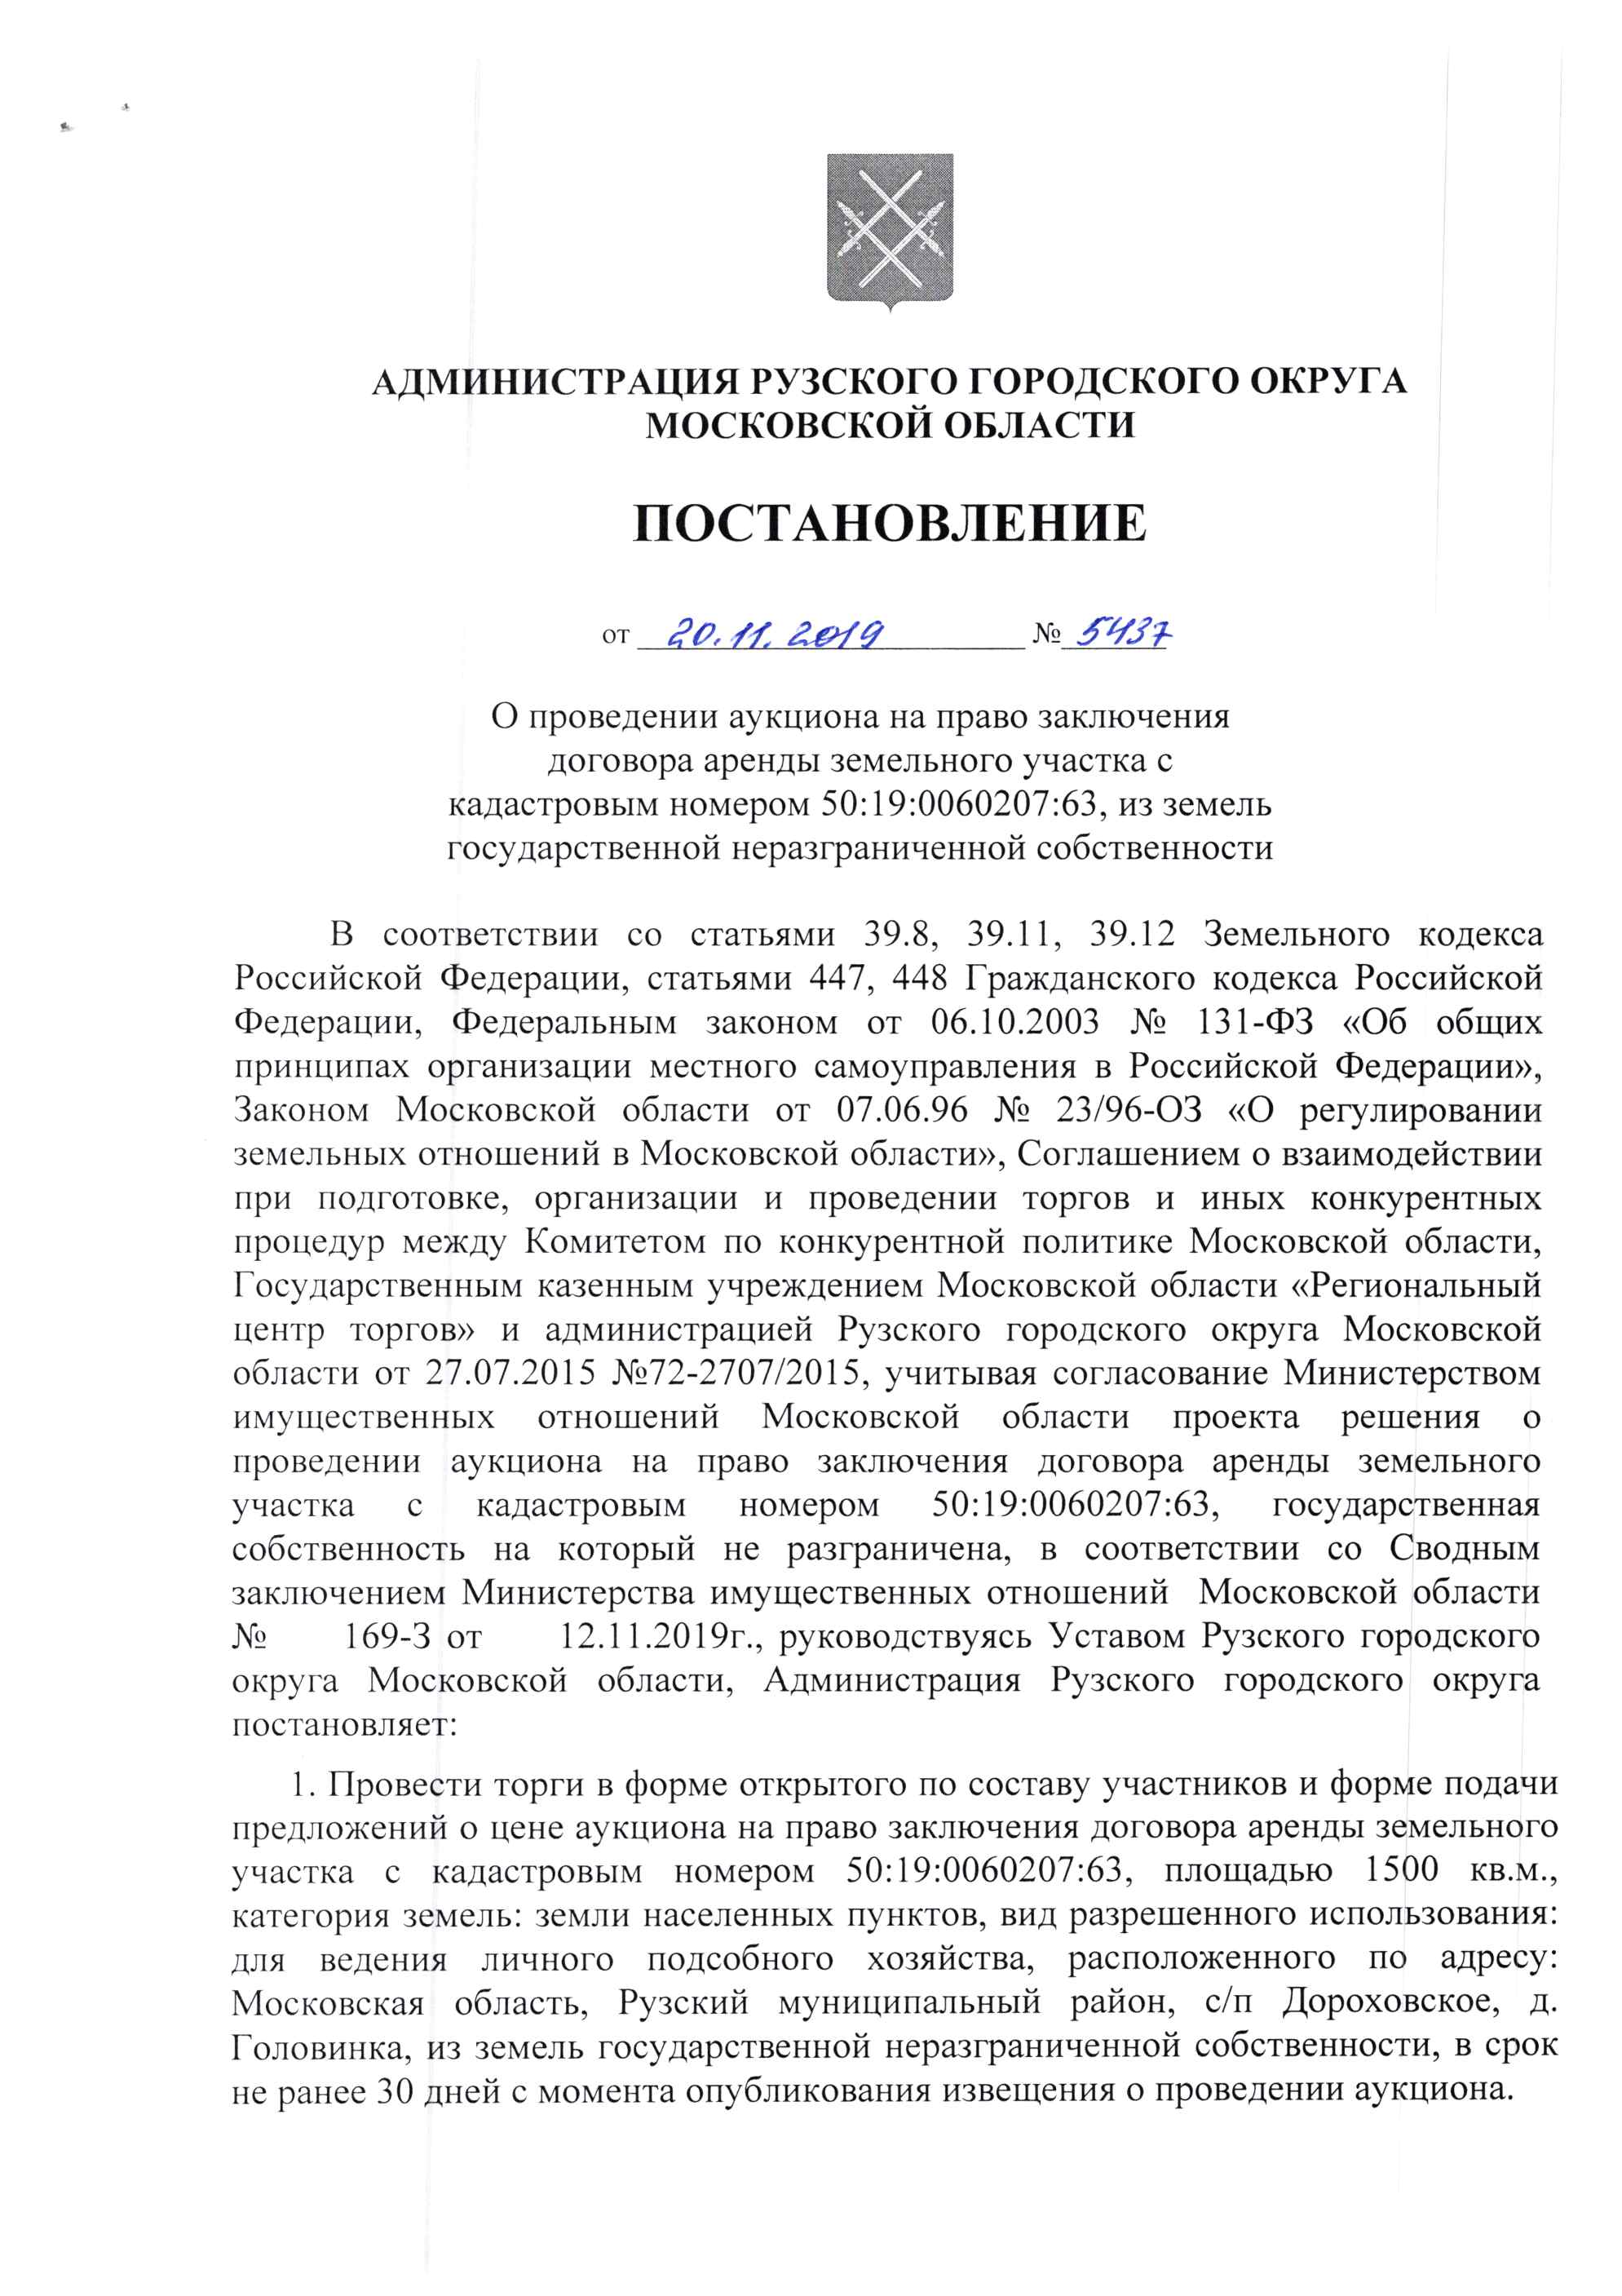 АДМИНИСТРАЦИЯ РУЗСКОГО ГОРОДСКОГО ОКРУГА
МОСКОВСКОЙ ОБЛАСТИ
ПОСТАНОВЛЕНИЕ
от 20.11.2019 № 5437
О проведении аукциона на право заключения
договора аренды земельного участка с
кадастровым номером 50:19:0060207:63, из земель
государственной неразграниченной собственности
В соответствии со статьями 39.8, 39.11, 39.12 Земельного кодекса
Российской Федерации, статьями 447, 448 Гражданского кодекса Российской
Федерации, Федеральным законом от 06.10.2003 № 131-ФЗ «Об общих
принципах организации местного самоуправления в Российской Федерации»,
Законом Московской области от 07.06.96 № 23/96-ОЗ «О регулировании
земельных отношений в Московской области», Соглашением о взаимодействии
при подготовке, организации и проведении торгов и иных конкурентных
процедур между Комитетом по конкурентной политике Московской области,
Государственным казенным учреждением Московской области «Региональный
центр торгов» и администрацией Рузского городского округа Московской
области от 27.07.2015 №72-2707/2015, учитывая согласование Министерством
имущественных отношений Московской области проекта решения о
проведении аукциона на право заключения договора аренды земельного
участка с кадастровым номером 50:19:0060207:63, государственная
собственность на который не разграничена, в соответствии со Сводным
заключением Министерства имущественных отношений Московской области
№ 169-З от 12.11.2019г., руководствуясь Уставом Рузского городского
округа Московской области, Администрация Рузского городского округа
постановляет:
1. Провести торги в форме открытого по составу участников и форме подачи
предложений о цене аукциона на право заключения договора аренды земельного
участка с кадастровым номером 50:19:0060207:63, площадью 1500 кв.м.,
категория земель: земли населенных пунктов, вид разрешенного использования:
для ведения личного подсобного хозяйства, расположенного по адресу:
Московская область, Рузский муниципальный район, с/п Дороховское, д.
Головинка, из земель государственной неразграниченной собственности, в срок
не ранее 30 дней с момента опубликования извещения о проведении аукциона.